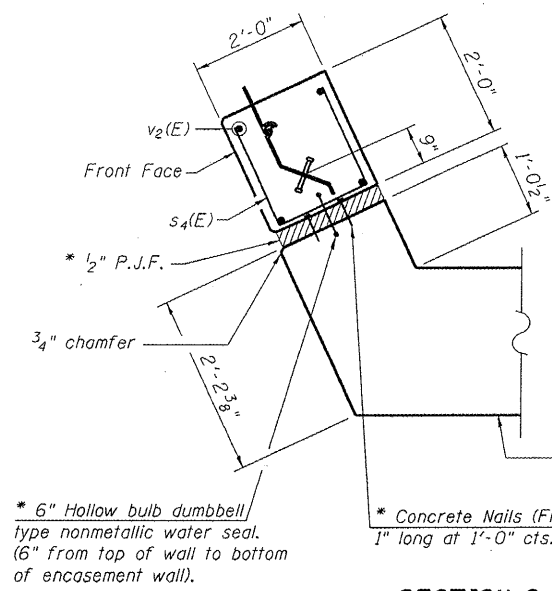 2'-0"
2'-0"
v2(E)
9"
Front Face
1'-0½"
s4(E)
* ½" P.J.F.
¾" chamfer
2'-2⅜"
* 6" Hollow bulb dumbbell
type nonmetallic water seal.
(6" from top of wall to bottom
of encasement wall).
* Concrete Nails
1" long at 1'-0" cts.